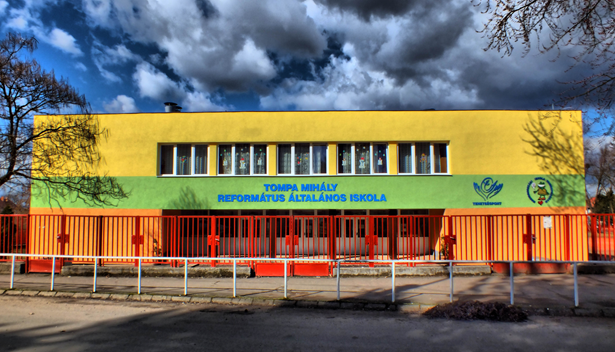 TOMPA MIHÁLY
REFORMÁTUS ÁLTALÁNOS ISKOLA